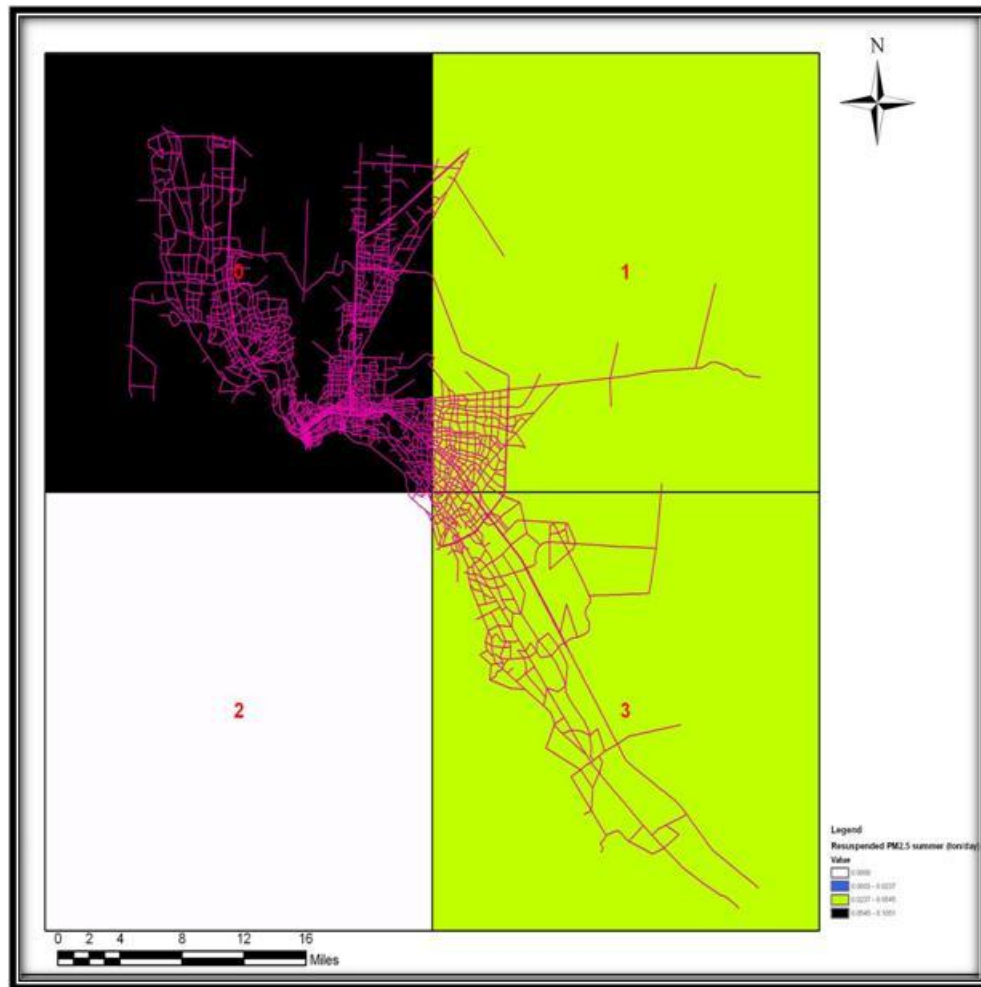 N
0
1
2
3
Legend
Resuspended PM2.5 summer (ton/day)
Value
0 2 4 8 12 16
Miles